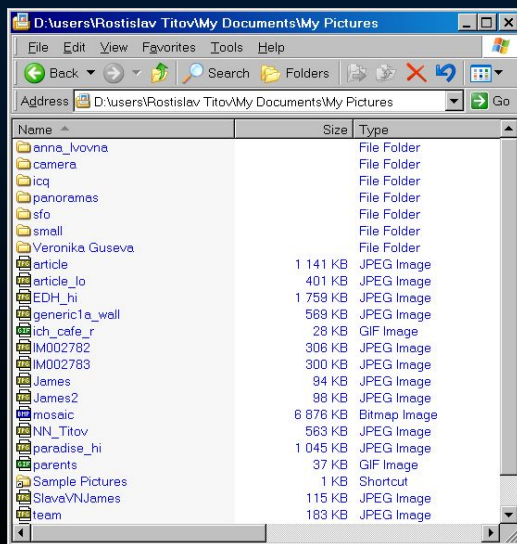 D:\users\Rostislav Titov\My Documents\My Pictures
File Edit View Favorites Tools Help
Back Search Folders
Address D:\users\Rostislav Titov\My Documents\My Pictures Go
Name Size Type
anna_lvovna File Folder
camera File Folder
icq File Folder
panoramas File Folder
sfo File Folder
small File Folder
Veronika Guseva File Folder
article 1 141 KB JPEG Image
article_lo 401 KB JPEG Image
EDH_hi 1 759 KB JPEG Image
generic1a_wall 569 KB JPEG Image
ich_cafe_r 28 KB GIF Image
IM002782 306 KB JPEG Image
IM002783 300 KB JPEG Image
James 94 KB JPEG Image
James2 98 KB JPEG Image
mosaic 6 876 KB Bitmap Image
NN_Titov 563 KB JPEG Image
paradise_hi 1 045 KB JPEG Image
parents 37 KB GIF Image
Sample Pictures 1 KB Shortcut
SlavaVNJames 115 KB JPEG Image
team 183 KB JPEG Image